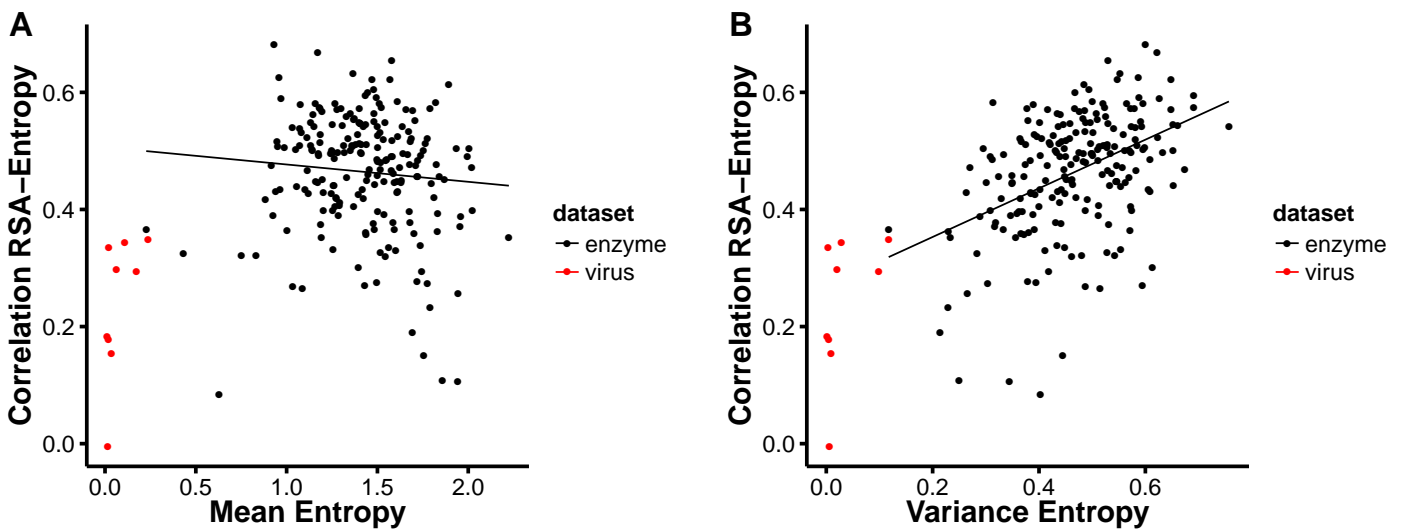 A
Correlation RSA−Entropy
0.6
0.4
0.2
0.0
0.0 0.5 1.0 1.5 2.0
Mean Entropy
dataset
enzyme
virus
B
Correlation RSA−Entropy
0.6
0.4
0.2
0.0
0.0 0.2 0.4 0.6
Variance Entropy
dataset
enzyme
virus